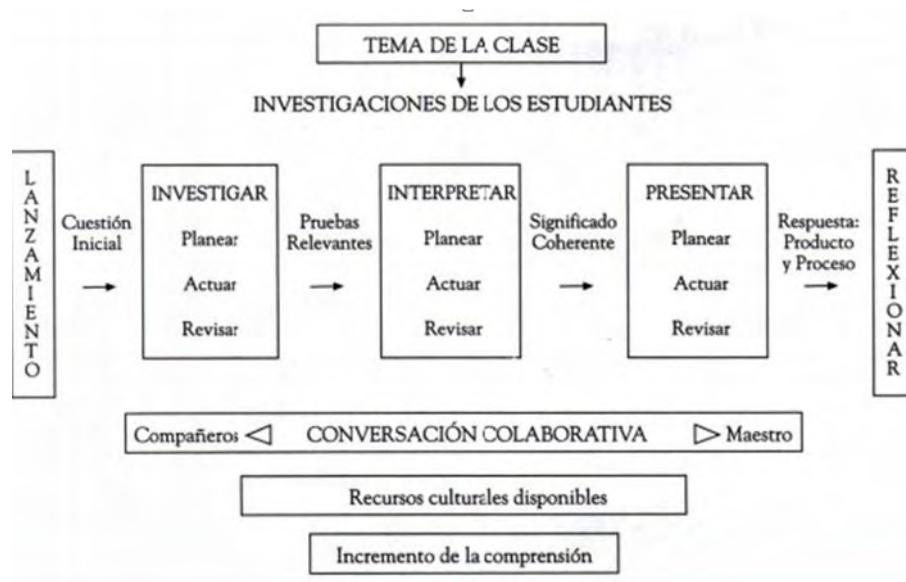 TEMA DE LA CLASE
INVESTIGACIONES DE LOS ESTUDIANTES
LANZAMIENTO
Cuestión
Inicial
INVESTIGAR
Planear
Actuar
Revisar
Pruebas
Relevantes
INTERPRETAR
Planear
Actuar
Revisar
Significado
Coherente
PRESENTAR
Planear
Actuar
Revisar
Respuesta:
Producto
y Proceso
REFLEXIONAR
Compañeros CONVERSACIÓN COLABORATIVA Maestro
Recursos culturales disponibles
Incremento de la comprensión